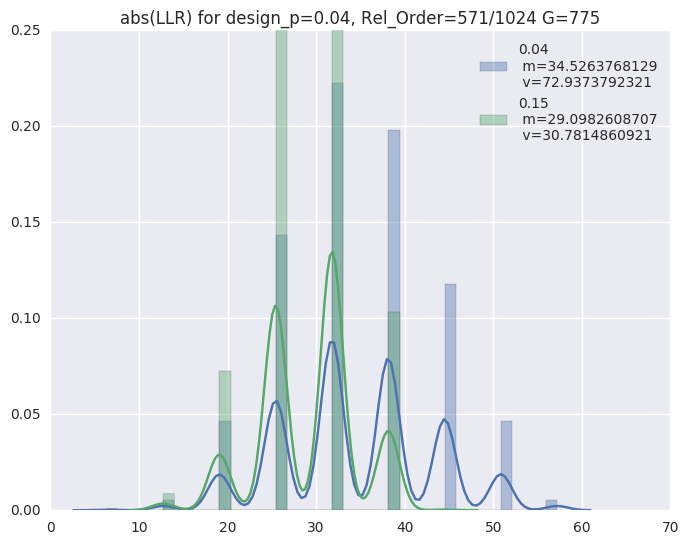 abs(LLR) for design_p=0.04, Rel_Order=571/1024 G=775
0.25
0.20
0.15
0.10
0.05
0.00
0 10 20 30 40 50 60 70
0.04
m=34.5263768129
v=72.9373792321
0.15
m=29.0982608707
v=30.7814860921